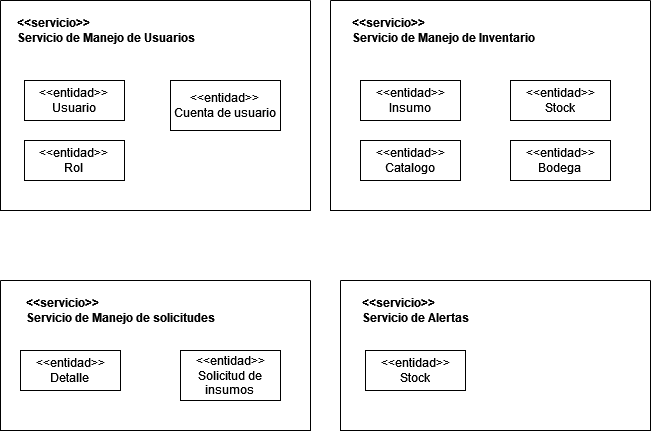 <<servicio>>
Servicio de Manejo de Usuarios
<<entidad>>
Usuario
<<entidad>>
Cuenta de usuario
<<entidad>>
Rol
<<servicio>>
Servicio de Manejo de Inventario
<<entidad>>
Insumo
<<entidad>>
Stock
<<entidad>>
Catalogo
<<entidad>>
Bodega
<<servicio>>
Servicio de Manejo de solicitudes
<<entidad>>
Detalle
<<entidad>>
Solicitud de
insumos
<<servicio>>
Servicio de Alertas
<<entidad>>
Stock